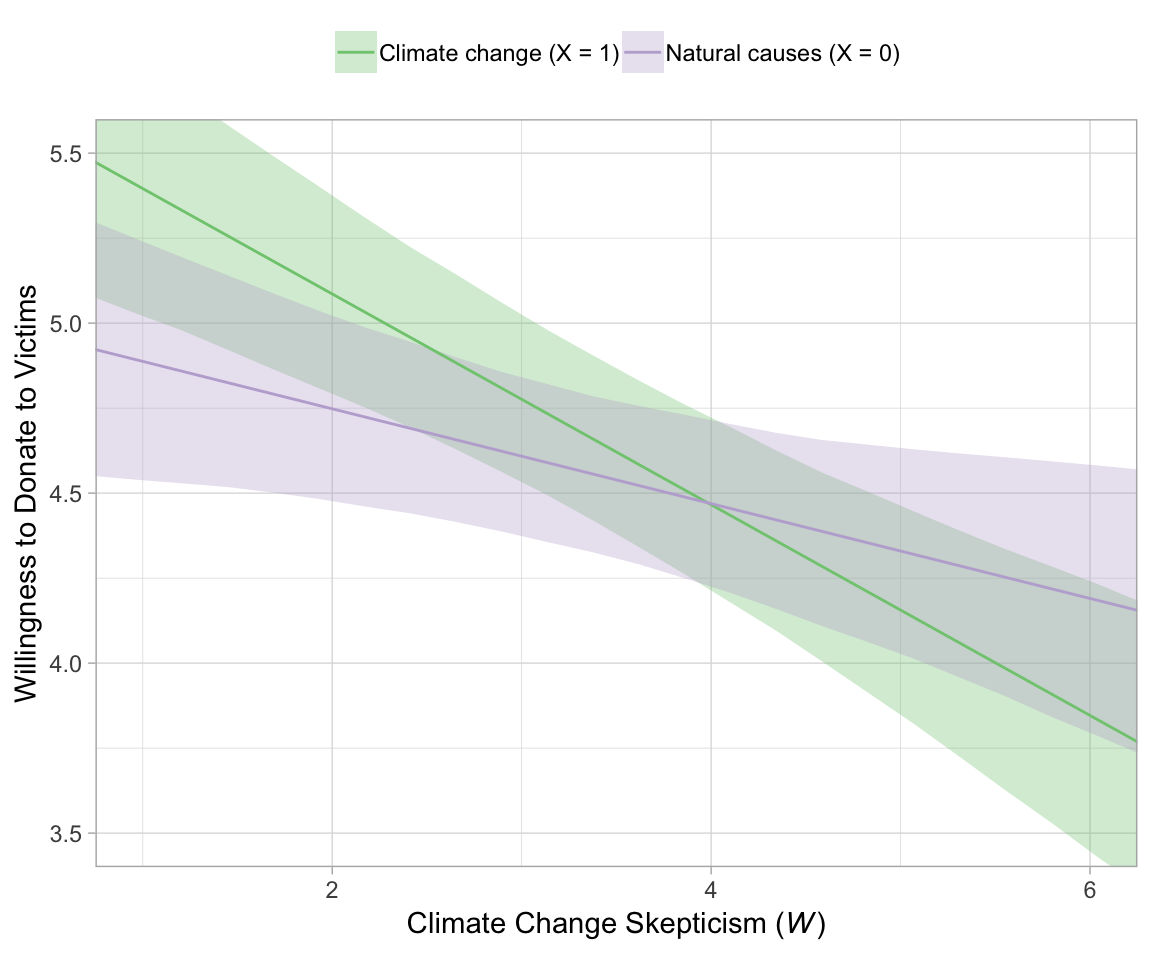 Climate change (X = 1) Natural causes (X = 0)
5.5
5.0
4.5
4.0
3.5
Willingness to Donate to Victims
2 4 6
Climate Change Skepticism (W)